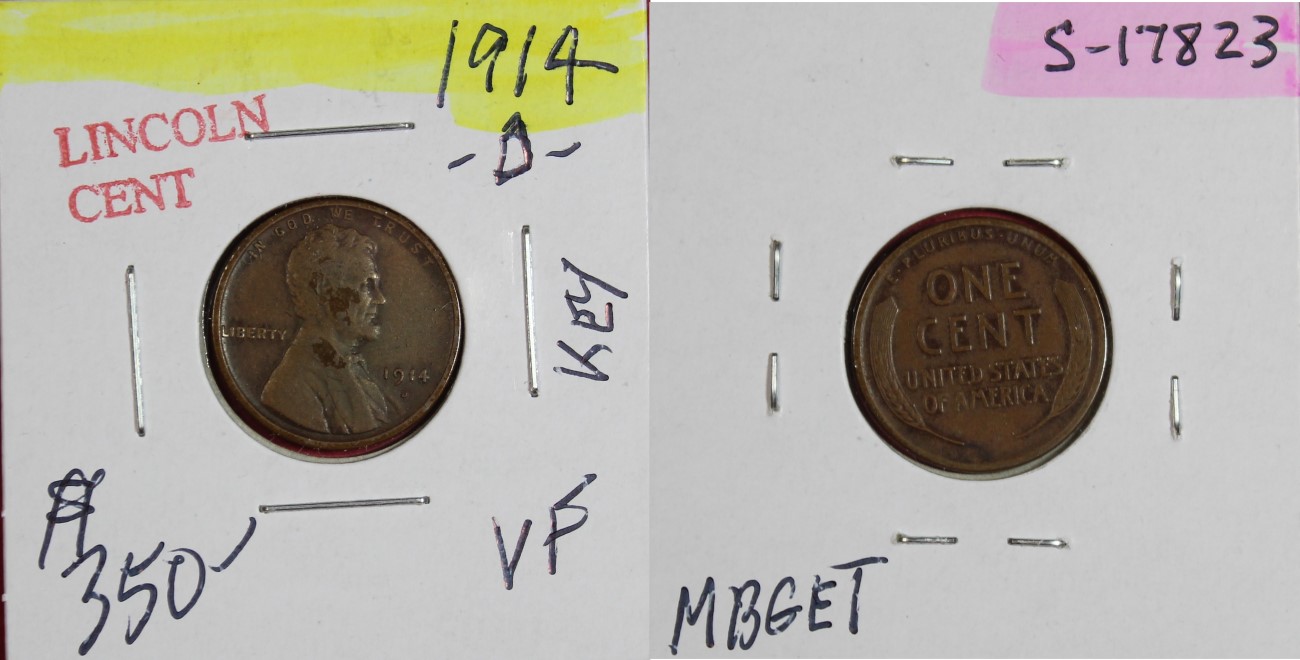 1914
-D-
LINCOLN
CENT
KEY
350
VF
IN GOD WE TRUST
LIBERTY
1914
S-17823
E·PLURIBUS·UNUM
ONE
CENT
UNITED STATES
OF AMERICA
MBGET